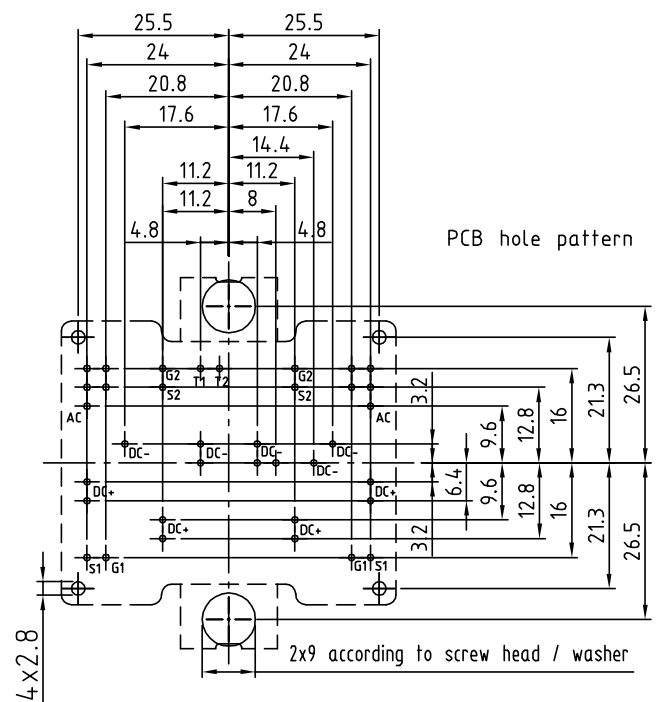 25.5 25.5
24 24
20.8 20.8
17.6 17.6
14.4
11.2 11.2
11.2 8
4.8 4.8
PCB hole pattern
G2 T1 T2 G2
S2 S2
AC AC
DC- DC- DC- DC-
DC-
DC+ DC+
DC+ DC+
S1 G1 G1 S1
3.2
9.6
12.8
16
21.3
26.5
3.2
6.4
9.6
12.8
16
21.3
26.5
4x2.8
2x9 according to screw head / washer